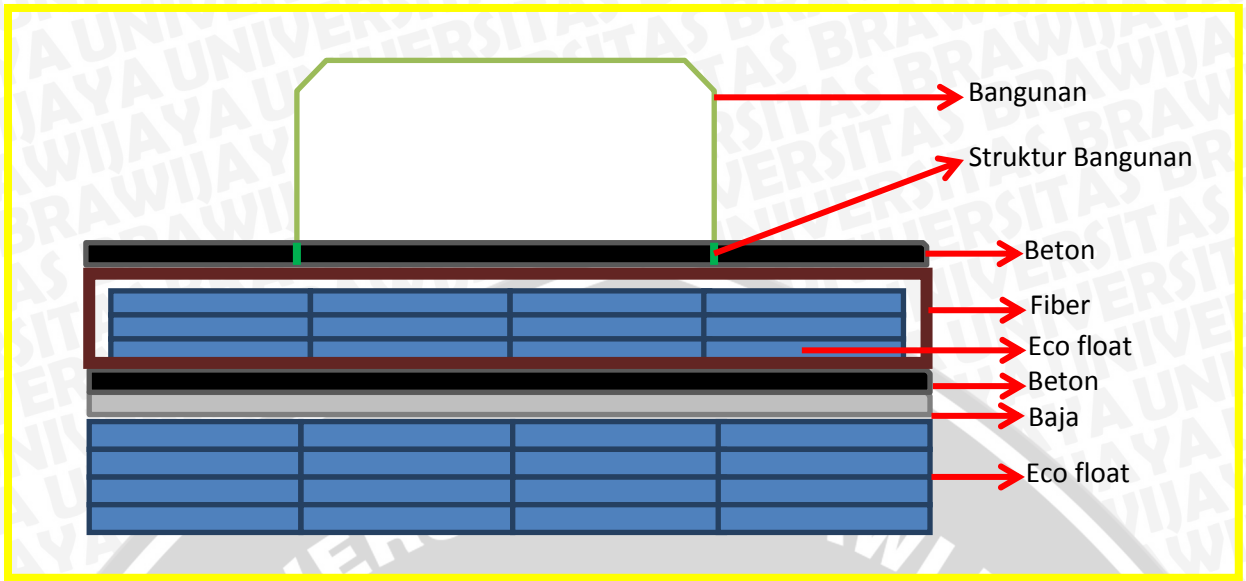 Bangunan
Struktur Bangunan
Beton
Fiber
Eco float
Beton
Baja
Eco float